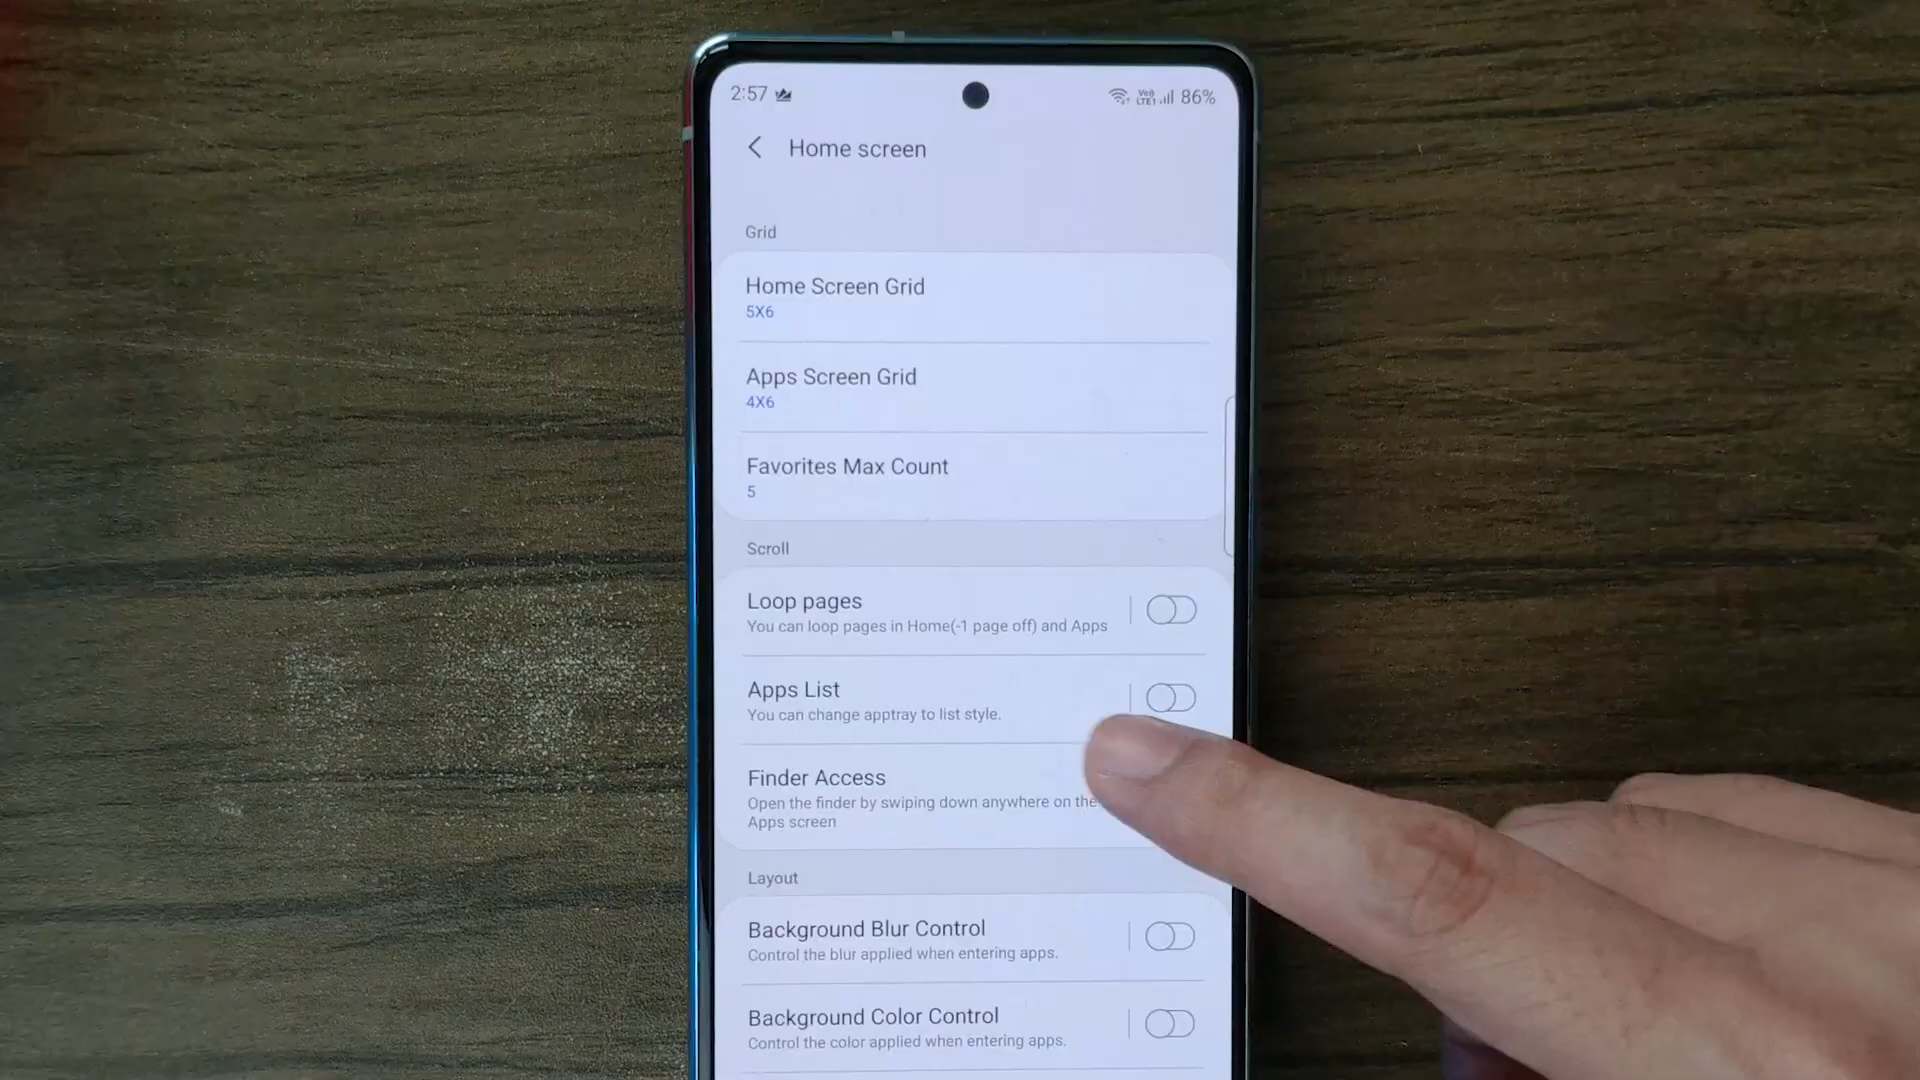 2:57
Vo)) LTE1 86%
Home screen
Grid
Home Screen Grid
5X6
Apps Screen Grid
4X6
Favorites Max Count
5
Scroll
Loop pages
You can loop pages in Home(-1 page off) and Apps
Apps List
You can change apptray to list style.
Finder Access
Open the finder by swiping down anywhere on the
Apps screen
Layout
Background Blur Control
Control the blur applied when entering apps.
Background Color Control
Control the color applied when entering apps.